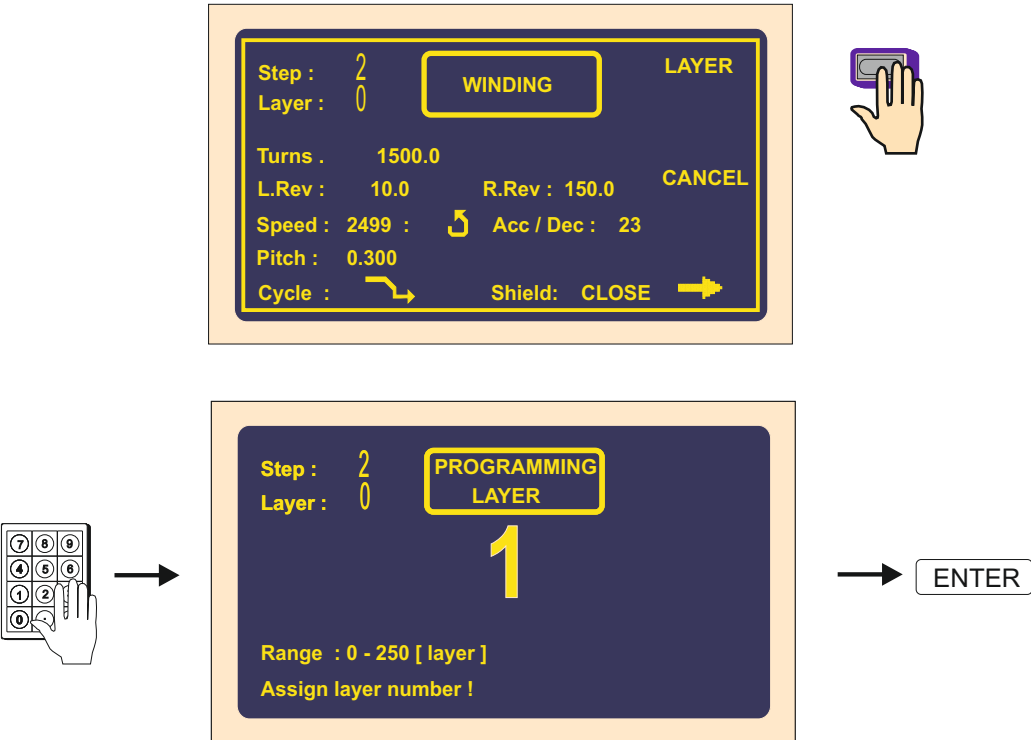 Step : 2 WINDING LAYER
Layer : 0
Turns . 1500.0
CANCEL
L.Rev : 10.0 R.Rev : 150.0
Speed : 2499 : Acc / Dec : 23
Pitch : 0.300
Cycle : Shield: CLOSE
Step : 2 PROGRAMMING
Layer : 0 LAYER
1
7 8 9
4 5 6
1 2
0 .
ENTER
Range : 0 - 250 [ layer ]
Assign layer number !